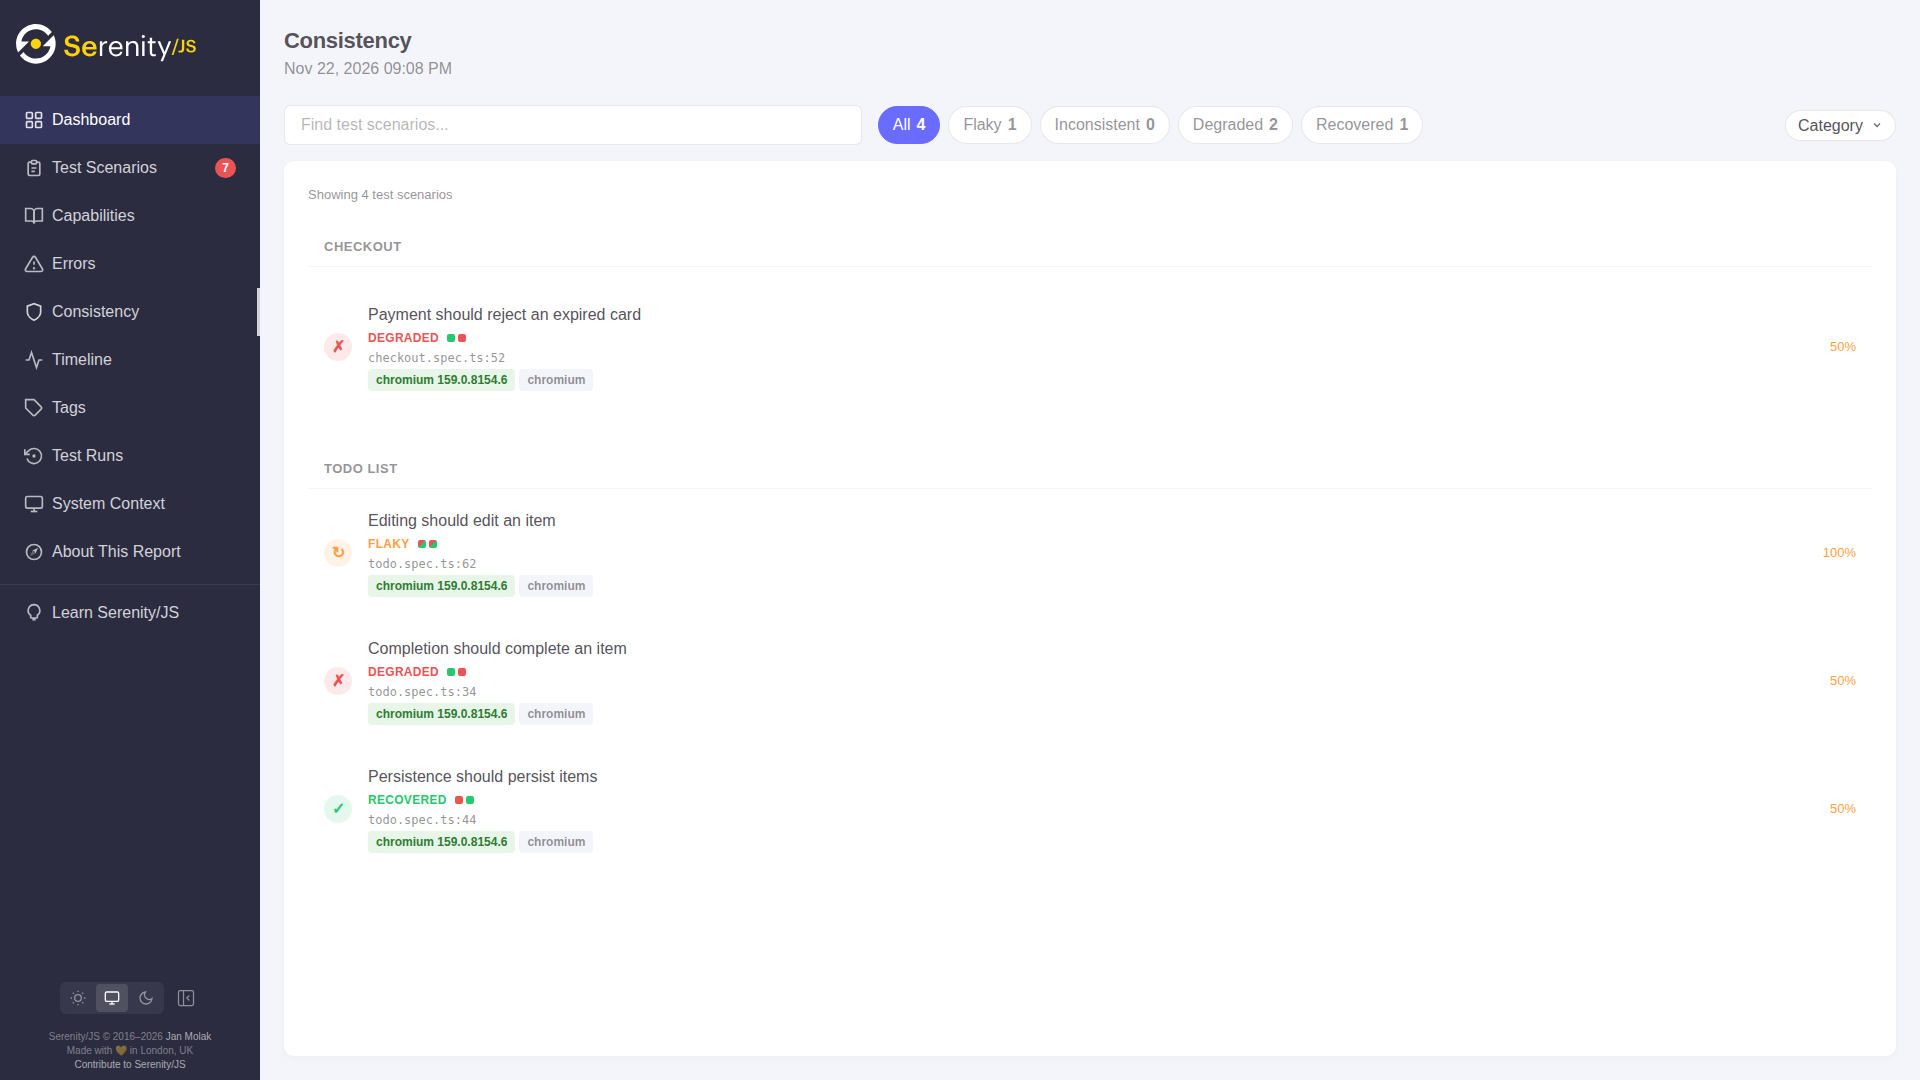 Serenity/JS
Dashboard
Test Scenarios 7
Capabilities
Errors
Consistency
Timeline
Tags
Test Runs
System Context
About This Report
Learn Serenity/JS
Serenity/JS © 2016–2026 Jan Molak
Made with 🤎 in London, UK
Contribute to Serenity/JS
Consistency
Nov 22, 2026 09:08 PM
Find test scenarios...
All 4 Flaky 1 Inconsistent 0 Degraded 2 Recovered 1 Category
Showing 4 test scenarios
CHECKOUT
Payment should reject an expired card
DEGRADED
✗ 50%
checkout.spec.ts:52
chromium 159.0.8154.6 chromium
TODO LIST
Editing should edit an item
FLAKY
↻ 100%
todo.spec.ts:62
chromium 159.0.8154.6 chromium
Completion should complete an item
DEGRADED
✗ 50%
todo.spec.ts:34
chromium 159.0.8154.6 chromium
Persistence should persist items
RECOVERED
✓ 50%
todo.spec.ts:44
chromium 159.0.8154.6 chromium